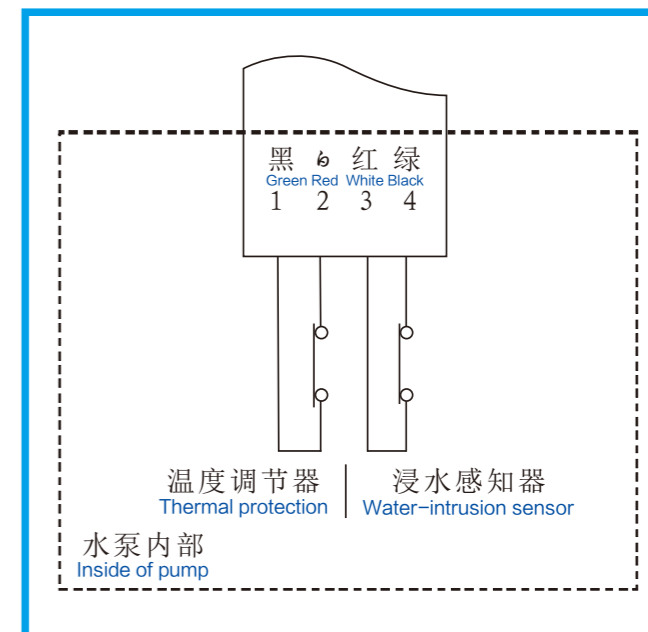 黑 白 红 绿
Green Red White Black
1 2 3 4
温度调节器 浸水感知器
Thermal protection Water-intrusion sensor
水泵内部
Inside of pump